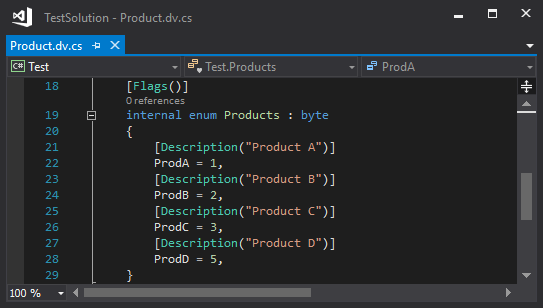 TestSolution - Product.dv.cs
Product.dv.cs
C# Test
Test.Products
ProdA
18 [Flags()]
0 references
19 internal enum Products : byte
20 {
21 [Description("Product A")]
22 ProdA = 1,
23 [Description("Product B")]
24 ProdB = 2,
25 [Description("Product C")]
26 ProdC = 3,
27 [Description("Product D")]
28 ProdD = 5,
29 }
100 %